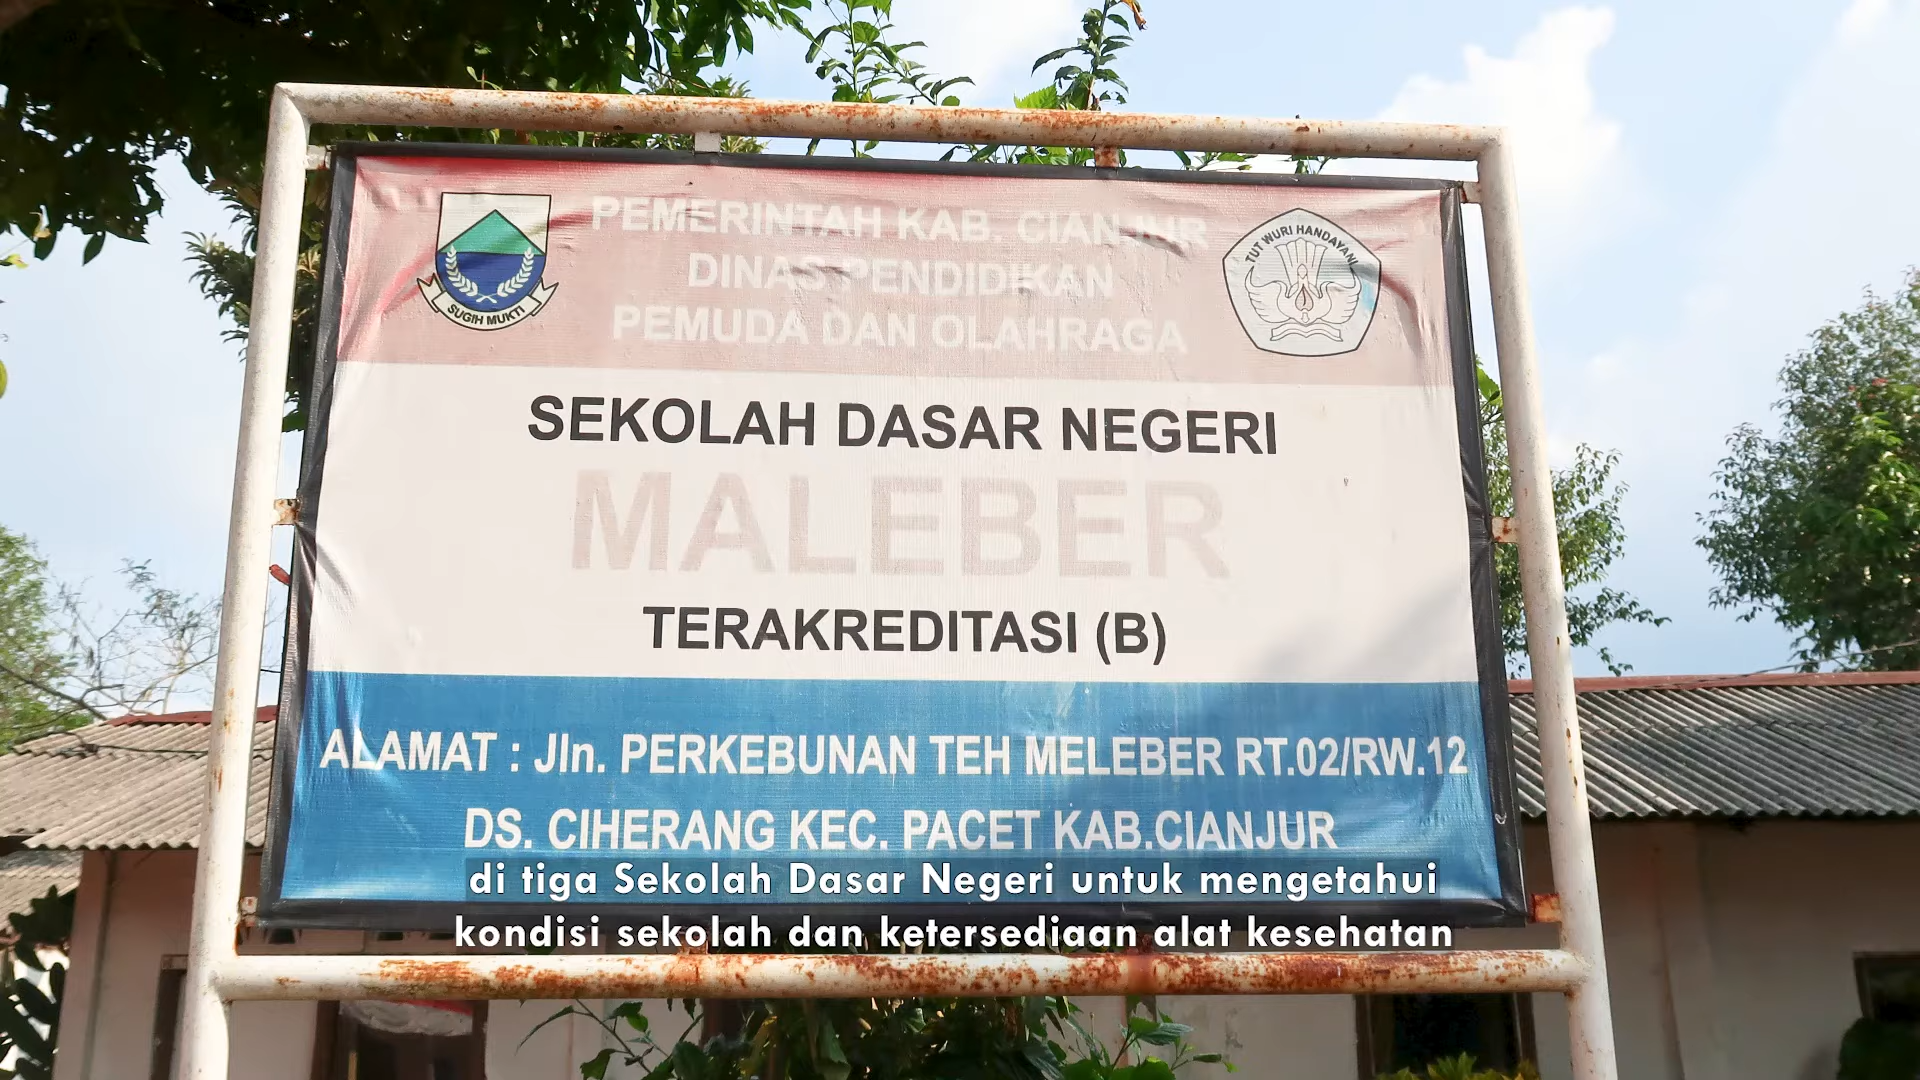 PEMERINTAH KAB. CIANJUR
DINAS PENDIDIKAN
PEMUDA DAN OLAHRAGA
SUGIH MUKTI
TUT WURI HANDAYANI
SEKOLAH DASAR NEGERI
MALEBER
TERAKREDITASI (B)
ALAMAT : Jln. PERKEBUNAN TEH MELEBER RT.02/RW.12
DS. CIHERANG KEC. PACET KAB.CIANJUR
di tiga Sekolah Dasar Negeri untuk mengetahui
kondisi sekolah dan ketersediaan alat kesehatan